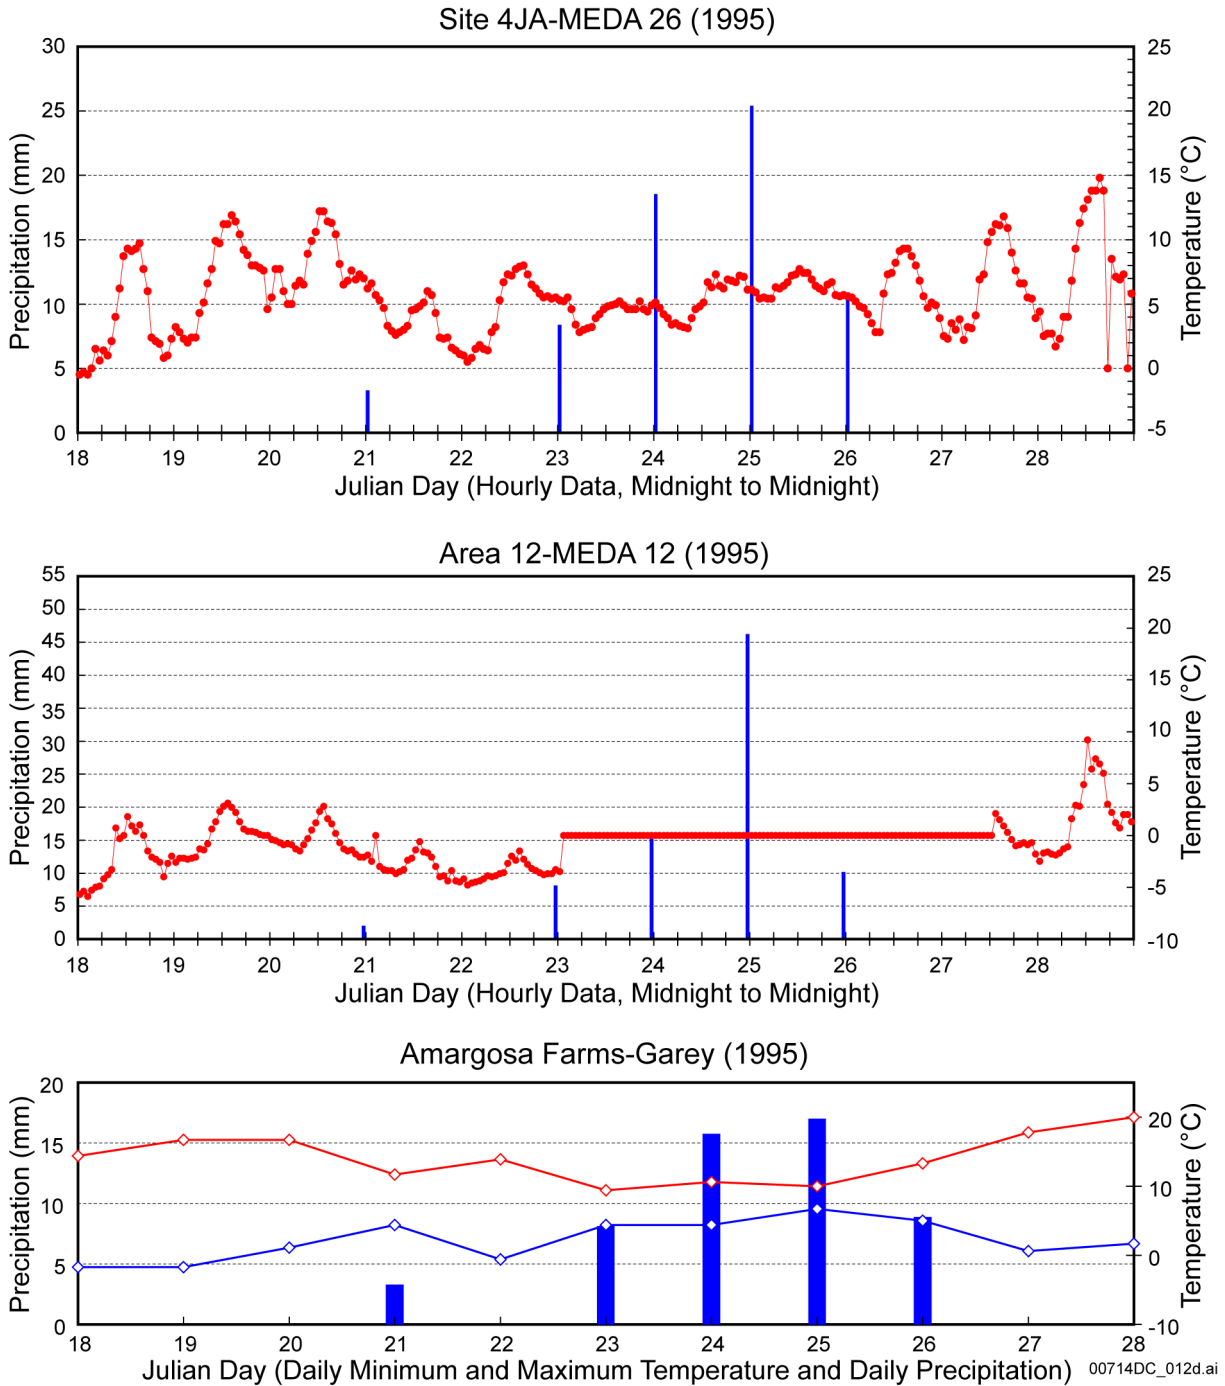 Site 4JA-MEDA 26 (1995)
30 25
25 20
20 15
15 10
10 5
5 0
0 -5
Precipitation (mm)
Temperature (°C)
18 19 20 21 22 23 24 25 26 27 28
Julian Day (Hourly Data, Midnight to Midnight)
Area 12-MEDA 12 (1995)
55 25
50
45 20
40 15
35
30 10
25
20 5
15 0
10
5 -5
0 -10
Precipitation (mm)
Temperature (°C)
18 19 20 21 22 23 24 25 26 27 28
Julian Day (Hourly Data, Midnight to Midnight)
Amargosa Farms-Garey (1995)
20
15 20
10 10
5 0
0 -10
Precipitation (mm)
Temperature (°C)
18 19 20 21 22 23 24 25 26 27 28
Julian Day (Daily Minimum and Maximum Temperature and Daily Precipitation)
00714DC_012d.ai